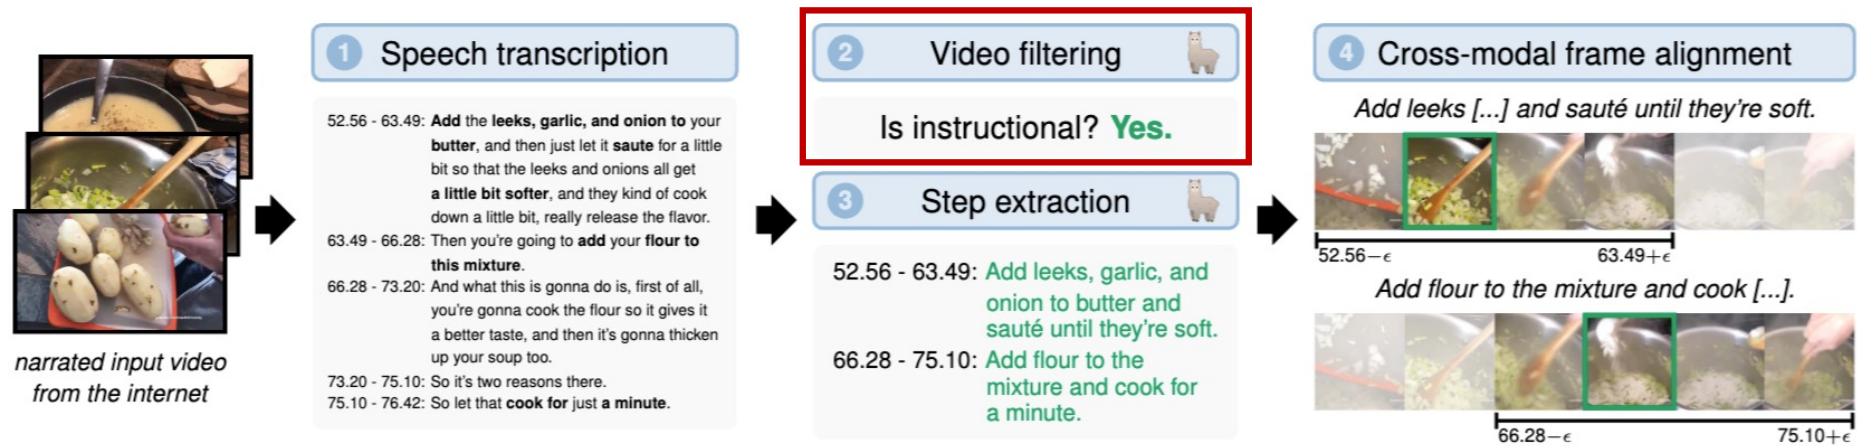 narrated input video
from the internet
1 Speech transcription
52.56 - 63.49: Add the leeks, garlic, and onion to your
butter, and then just let it saute for a little
bit so that the leeks and onions all get
a little bit softer, and they kind of cook
down a little bit, really release the flavor.
63.49 - 66.28: Then you're going to add your flour to
this mixture.
66.28 - 73.20: And what this is gonna do is, first of all,
you're gonna cook the flour so it gives it
a better taste, and then it's gonna thicken
up your soup too.
73.20 - 75.10: So it's two reasons there.
75.10 - 76.42: So let that cook for just a minute.
2 Video filtering
Is instructional? Yes.
3 Step extraction
52.56 - 63.49: Add leeks, garlic, and
onion to butter and
sauté until they're soft.
66.28 - 75.10: Add flour to the
mixture and cook for
a minute.
4 Cross-modal frame alignment
Add leeks [...] and sauté until they're soft.
52.56−ϵ 63.49+ϵ
Add flour to the mixture and cook [...].
66.28−ϵ 75.10+ϵ